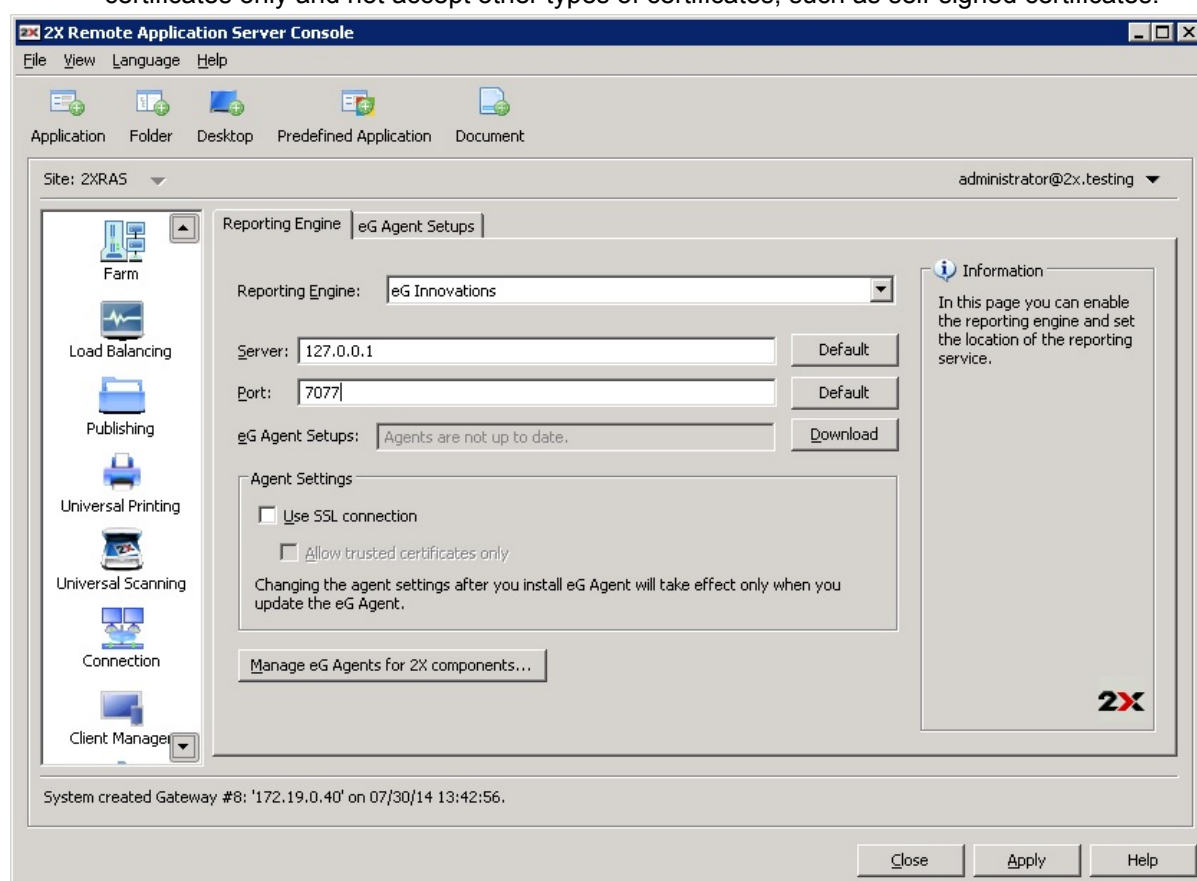 certificates only and not accept other types of certificates, such as self-signed certificates.
2X 2X Remote Application Server Console
File View Language Help
Application Folder Desktop Predefined Application Document
Site: 2XRAS administrator@2x.testing
Farm
Load Balancing
Publishing
Universal Printing
2X
Universal Scanning
Connection
Client Manager
Reporting Engine eG Agent Setups
Reporting Engine: eG Innovations
Server: 127.0.0.1 Default
Port: 7077 Default
eG Agent Setups: Agents are not up to date. Download
Agent Settings
Use SSL connection
Allow trusted certificates only
Changing the agent settings after you install eG Agent will take effect only when you
update the eG Agent.
Manage eG Agents for 2X components...
Information
In this page you can enable
the reporting engine and set
the location of the reporting
service.
2X
System created Gateway #8: '172.19.0.40' on 07/30/14 13:42:56.
Close Apply Help